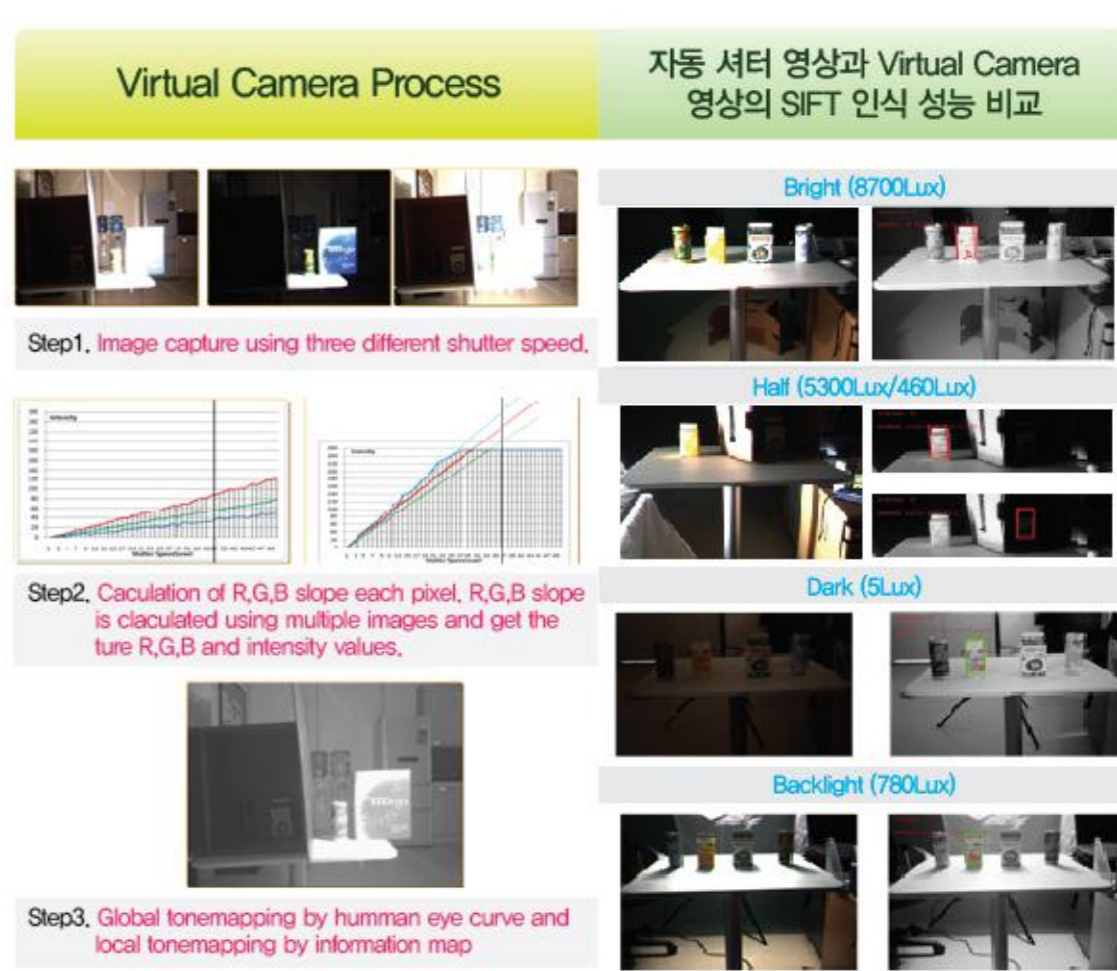 Virtual Camera Process
Step1. Image capture using three different shutter speed.
Intensity
Intensity
Step2. Caculation of R,G,B slope each pixel. R,G,B slope
is claculated using multiple images and get the
ture R,G,B and intensity values.
Step3. Global tonemapping by humman eye curve and
local tonemapping by information map
자동 셔터 영상과 Virtual Camera
영상의 SIFT 인식 성능 비교
Bright (8700Lux)
Half (5300Lux/460Lux)
Dark (5Lux)
Backlight (780Lux)